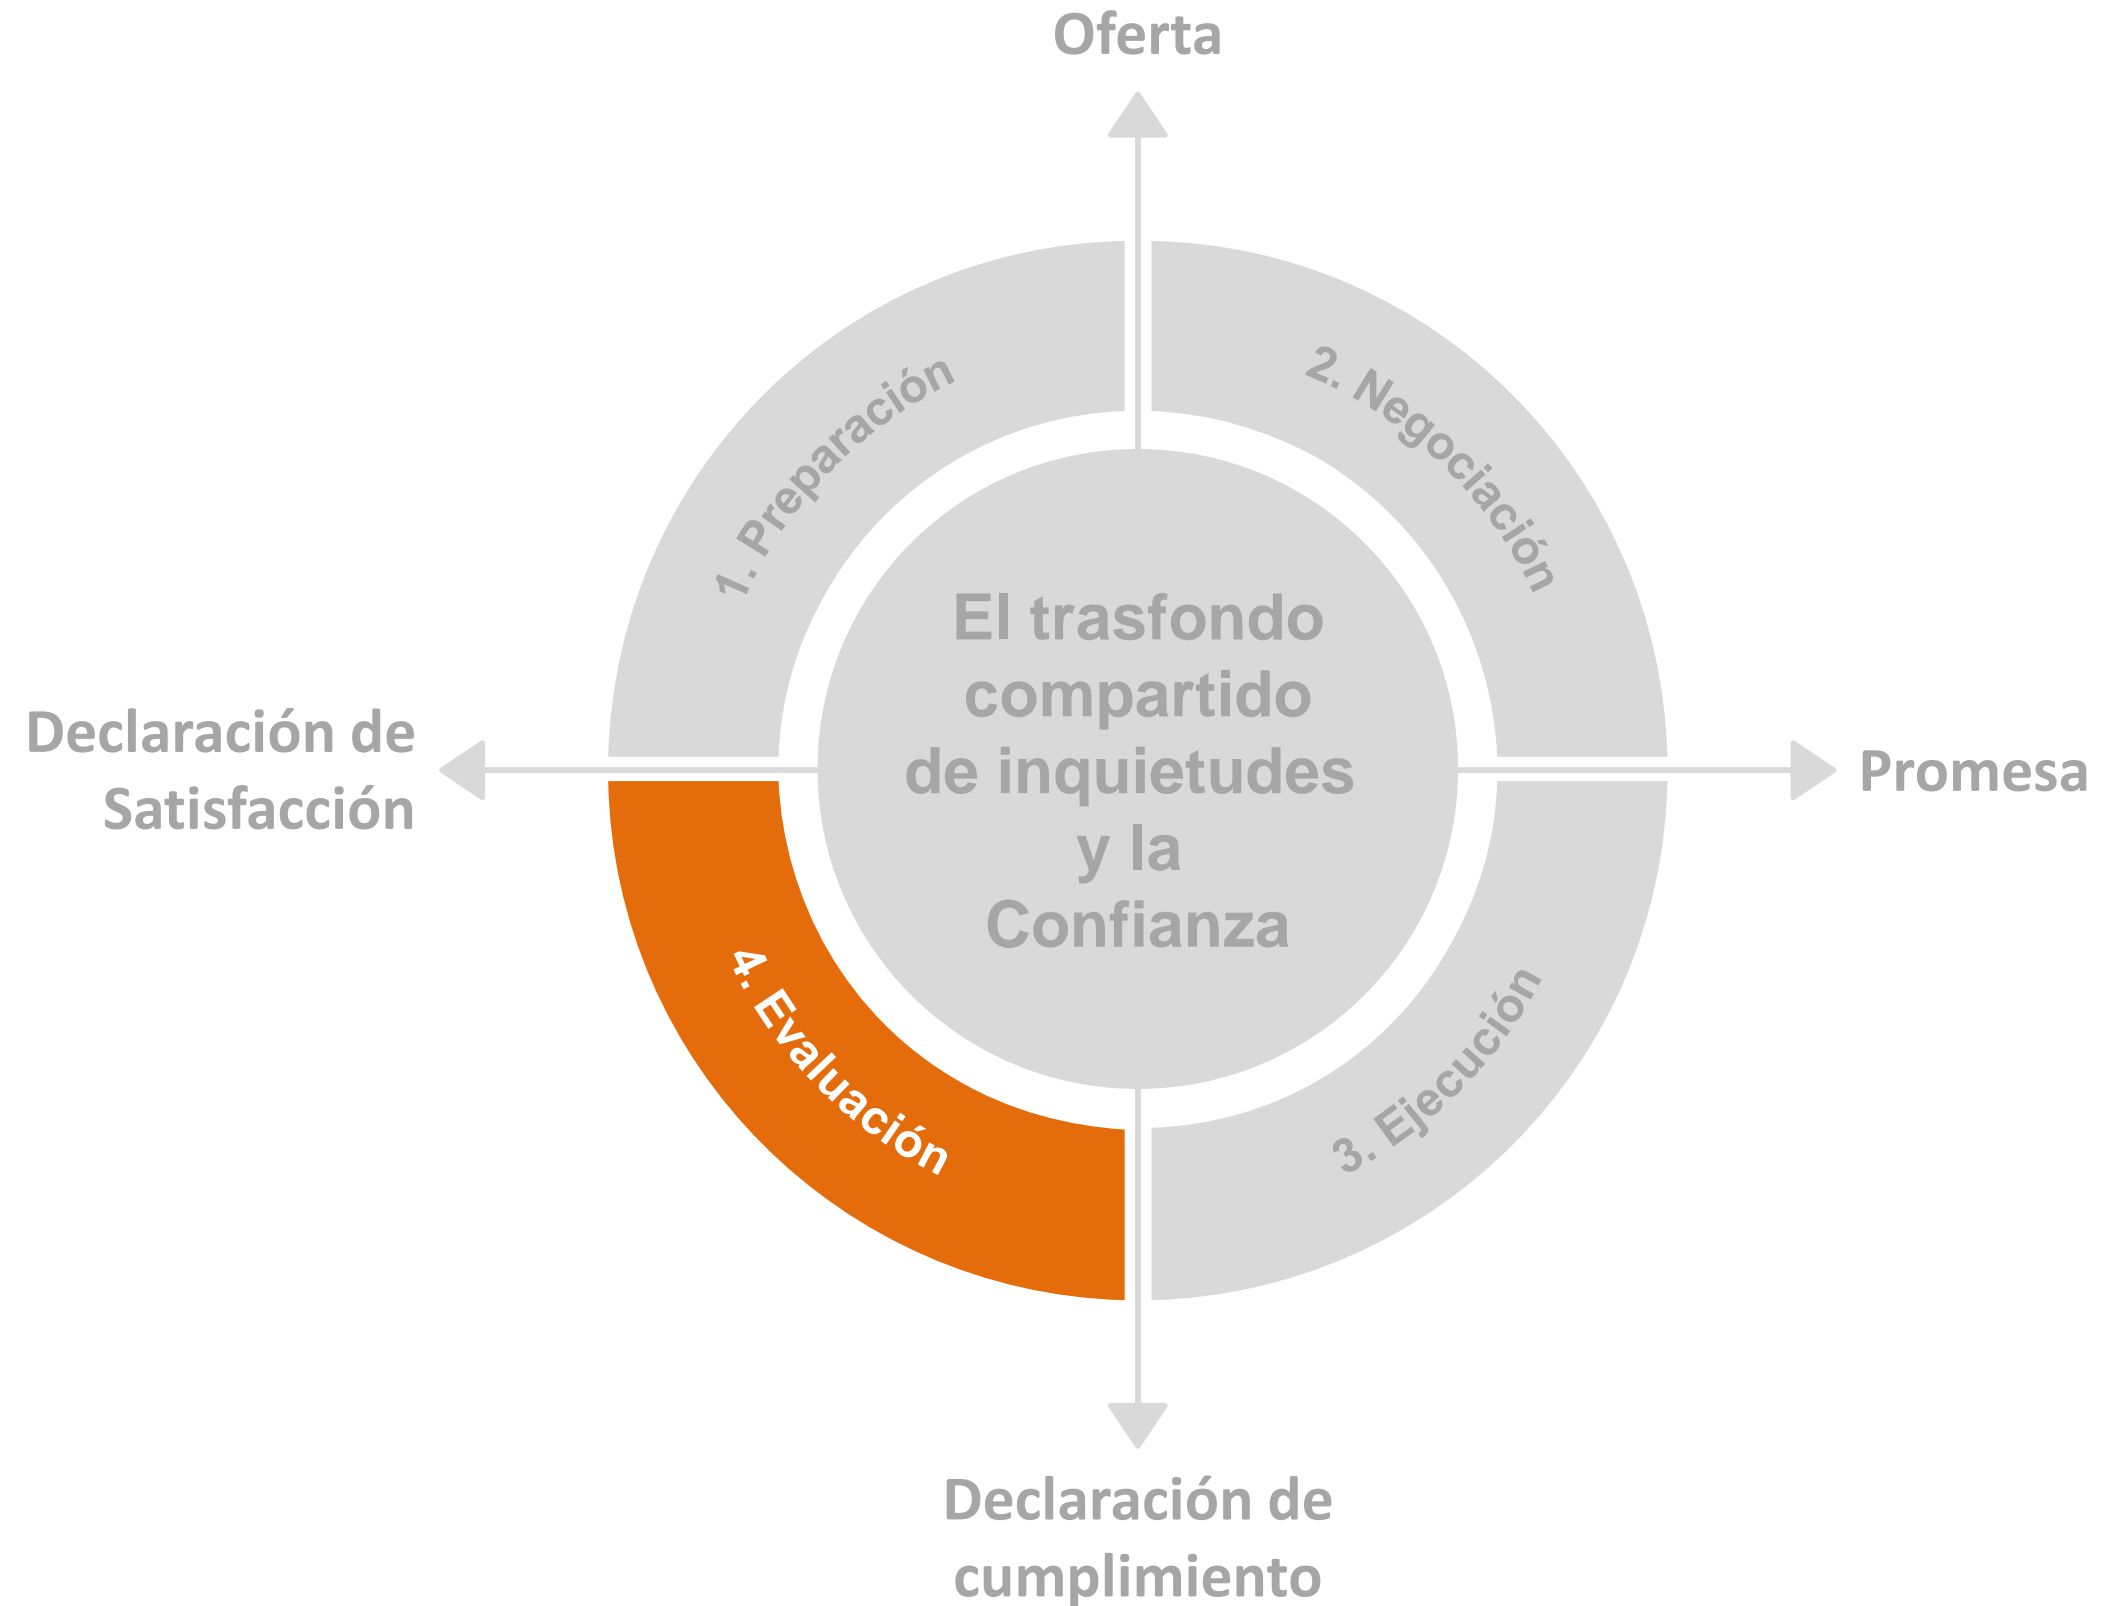 Oferta
1. Preparación
2. Negociación
El trasfondo
compartido
de inquietudes
y la
Confianza
Declaración de
Satisfacción
Promesa
4. Evaluación
3. Ejecución
Declaración de
cumplimiento